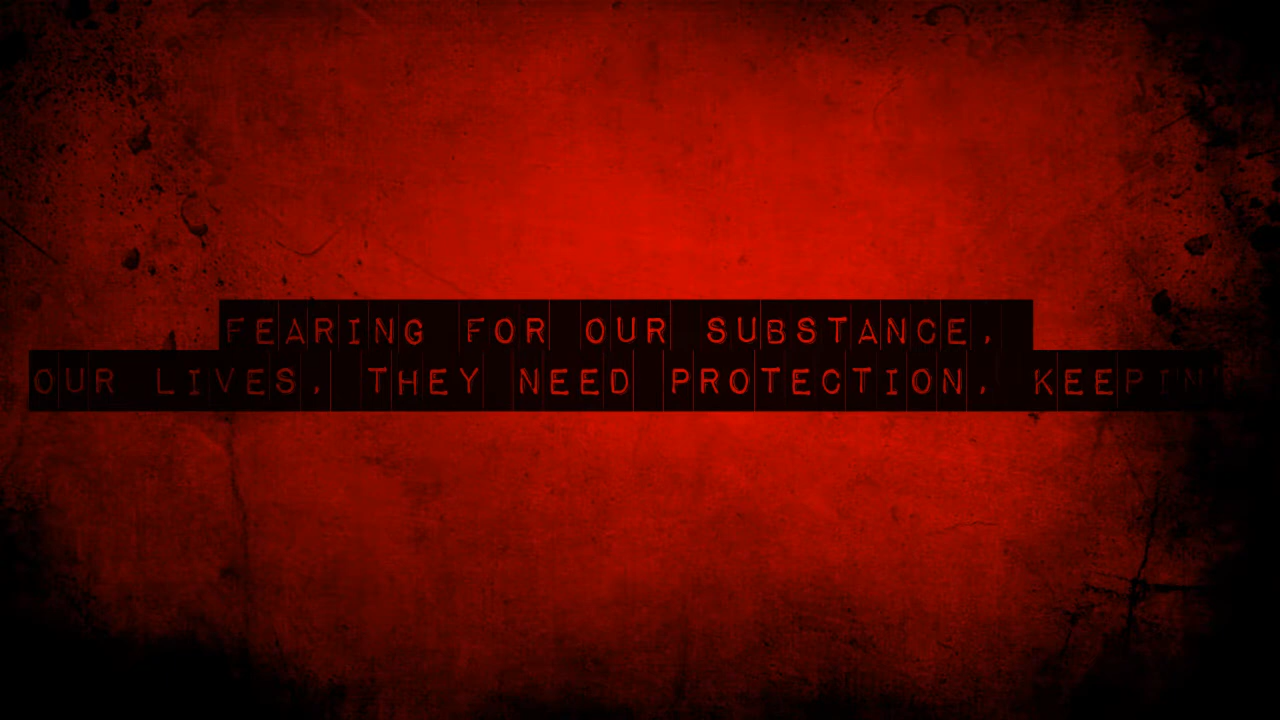 FEARING FOR OUR SUBSTANCE,
OUR LIVES. THEY NEED PROTECTION. KEEPIN'